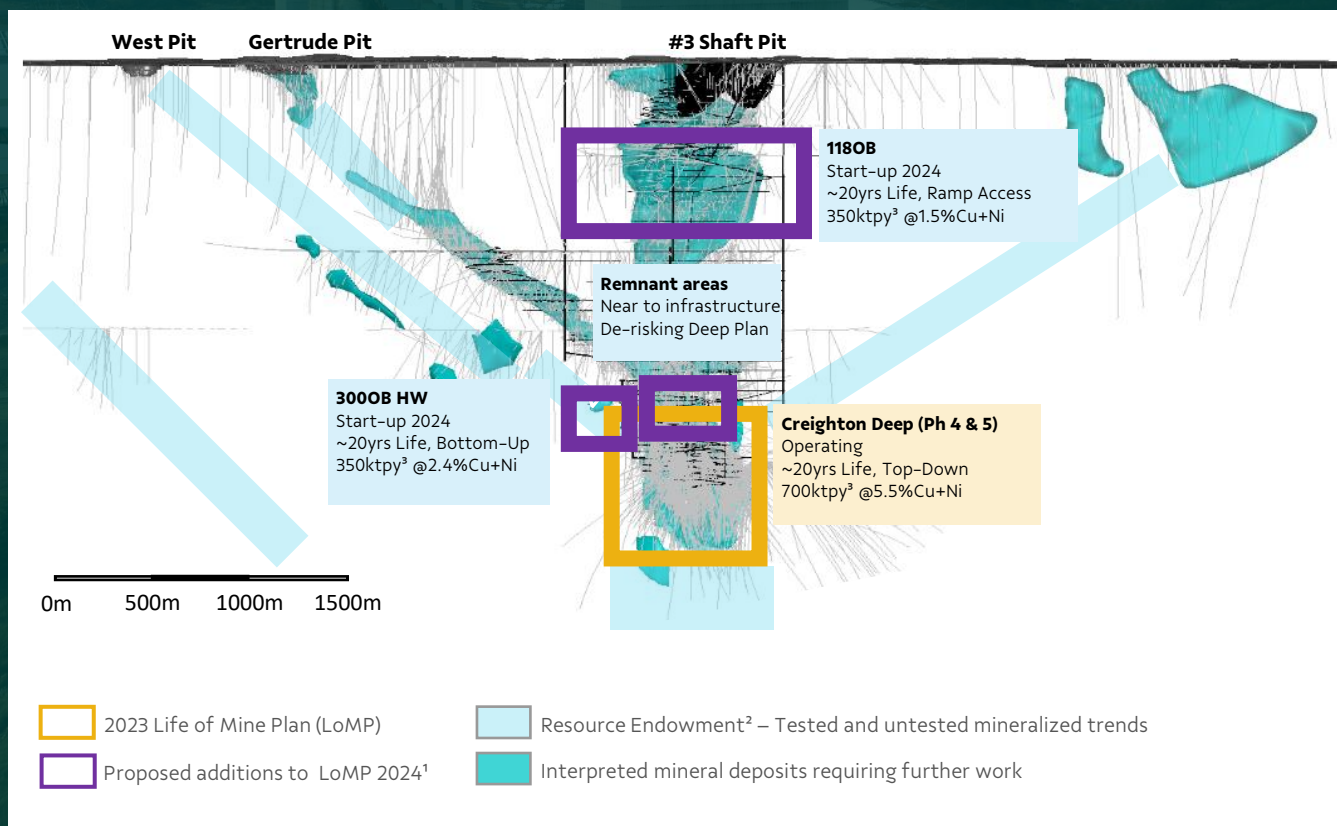 West Pit
Gertrude Pit
#3 Shaft Pit
118OB
Start-up 2024
~20yrs Life, Ramp Access
350ktpy³ @1.5%Cu+Ni
Remnant areas
Near to infrastructure
De-risking Deep Plan
300OB HW
Start-up 2024
~20yrs Life, Bottom-Up
350ktpy³ @2.4%Cu+Ni
Creighton Deep (Ph 4 & 5)
Operating
~20yrs Life, Top-Down
700ktpy³ @5.5%Cu+Ni
0m
500m
1000m
1500m
2023 Life of Mine Plan (LoMP)
Resource Endowment² – Tested and untested mineralized trends
Proposed additions to LoMP 2024¹
Interpreted mineral deposits requiring further work